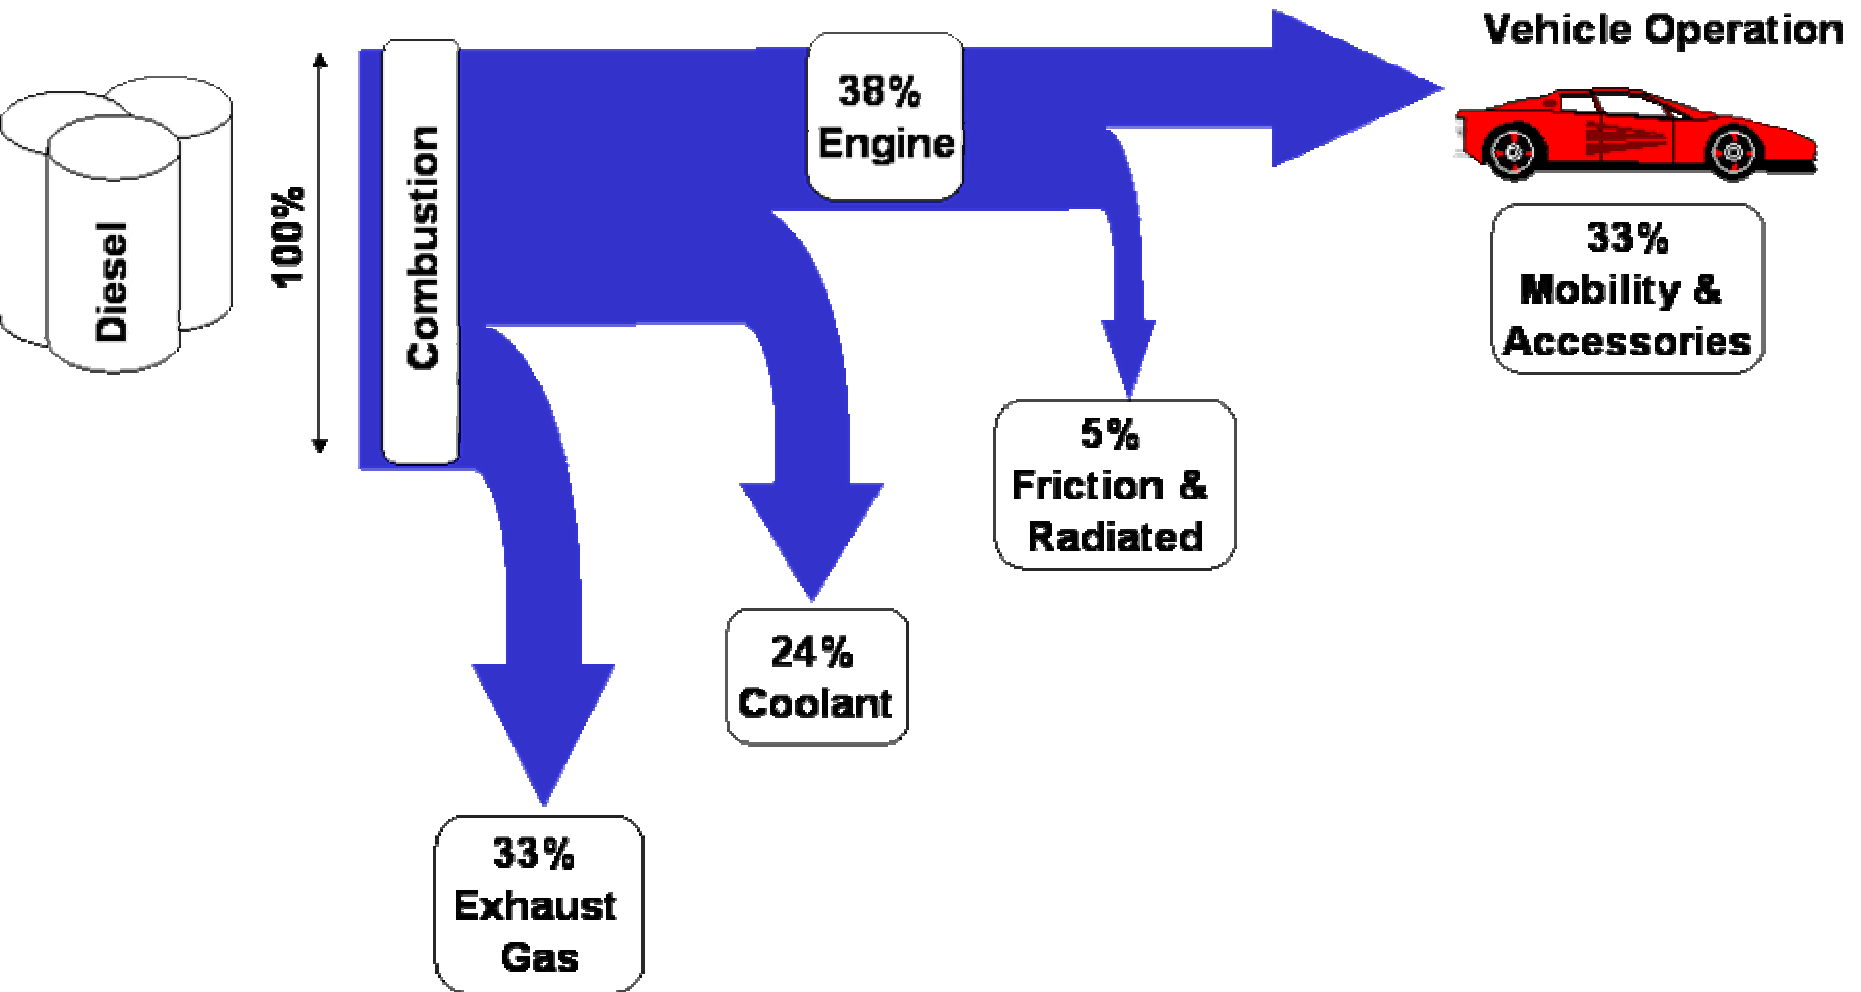 Vehicle Operation
Diesel
100%
Combustion
38%
Engine
33%
Mobility &
Accessories
5%
Friction &
Radiated
24%
Coolant
33%
Exhaust
Gas